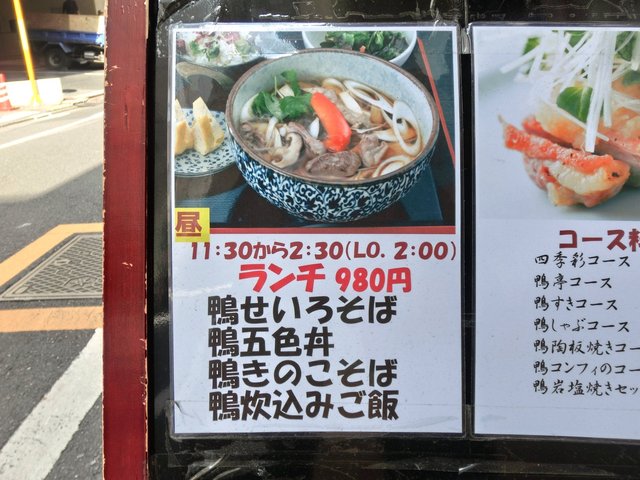 昼
11:30から2:30(LO. 2:00)
ランチ 980円
鴨せいろそば
鴨五色丼
鴨きのこそば
鴨炊込みご飯
コース料
四季彩コース
鴨亭コース
鴨すきコース
鴨しゃぶコース
鴨陶板焼きコー
鴨コンフィのコー
鴨岩塩焼きセッ